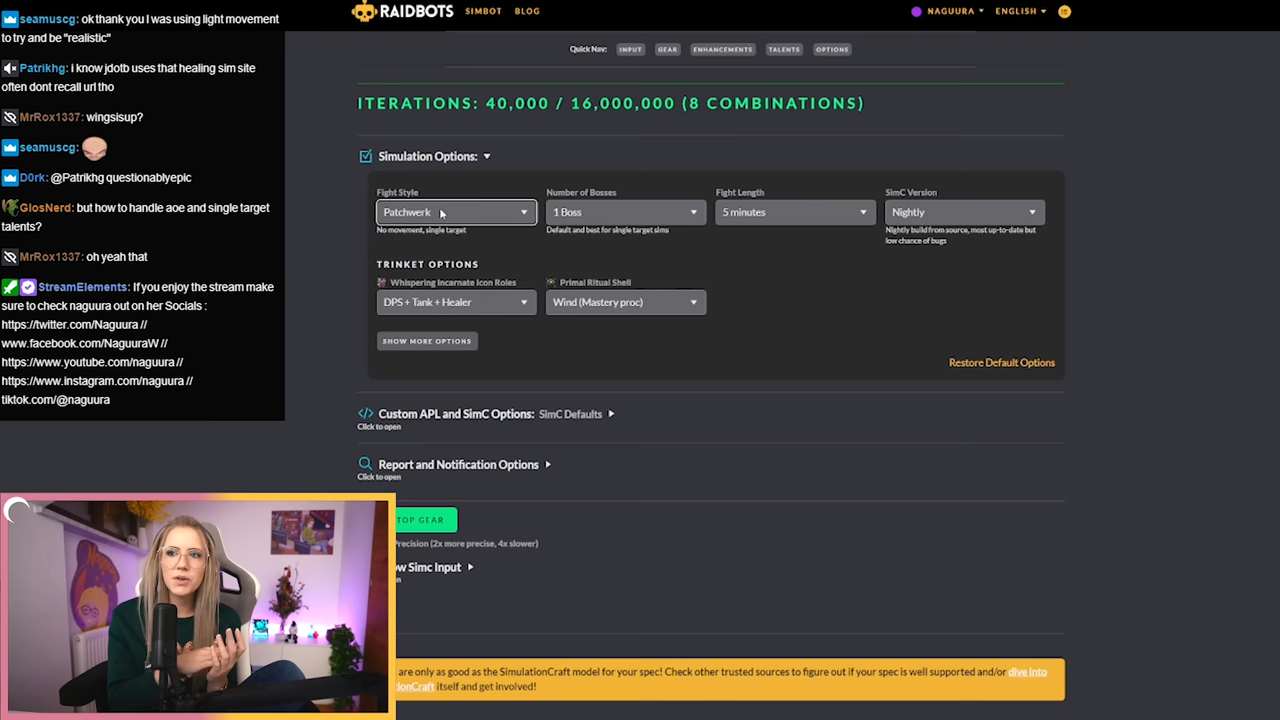 seamuscg: ok thank you I was using light movement
to try and be "realistic"
Patrikhg: i know jdotb uses that healing sim site
often dont recall url tho
MrRox1337: wingsisup?
seamuscg:
D0rk: @Patrikhg questionablyepic
GlosNerd: but how to handle aoe and single target
talents?
MrRox1337: oh yeah that
StreamElements: If you enjoy the stream make
sure to check naguura out on her Socials :
https://twitter.com/Naguura //
www.facebook.com/NaguuraW //
https://www.youtube.com/naguura //
https://www.instagram.com/naguura //
tiktok.com/@naguura
RAIDBOTS SIMBOT BLOG NAGUURA ENGLISH
Quick Nav: INPUT GEAR ENHANCEMENTS TALENTS OPTIONS
ITERATIONS: 40,000 / 16,000,000 (8 COMBINATIONS)
Simulation Options:
Fight Style Number of Bosses Fight Length SimC Version
Patchwerk 1 Boss 5 minutes Nightly
No movement, single target Default and best for single target sims Nightly build from source, most up-to-date but
low chance of bugs
TRINKET OPTIONS
Whispering Incarnate Icon Roles Primal Ritual Shell
DPS + Tank + Healer Wind (Mastery proc)
SHOW MORE OPTIONS
Restore Default Options
Custom APL and SimC Options: SimC Defaults
Click to open
Report and Notification Options
Click to open
TOP GEAR
Precision (2x more precise, 4x slower)
ow Simc Input
are only as good as the SimulationCraft model for your spec! Check other trusted sources to figure out if your spec is well supported and/or dive into
itself and get involved!